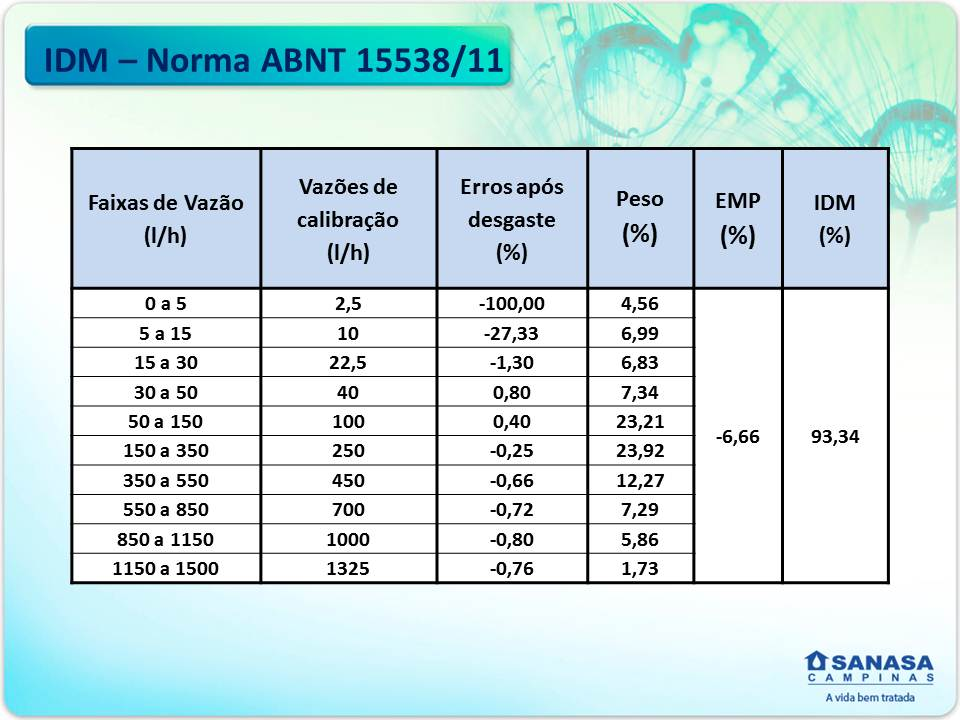 IDM – Norma ABNT 15538/11
Faixas de Vazão (l/h) Vazões de calibração (l/h) Erros após desgaste (%) Peso (%) EMP (%) IDM (%)
0 a 5 2,5 -100,00 4,56
5 a 15 10 -27,33 6,99
15 a 30 22,5 -1,30 6,83
30 a 50 40 0,80 7,34
50 a 150 100 0,40 23,21
-6,66 93,34
150 a 350 250 -0,25 23,92
350 a 550 450 -0,66 12,27
550 a 850 700 -0,72 7,29
850 a 1150 1000 -0,80 5,86
1150 a 1500 1325 -0,76 1,73
SANASA
CAMPINAS
A vida bem tratada